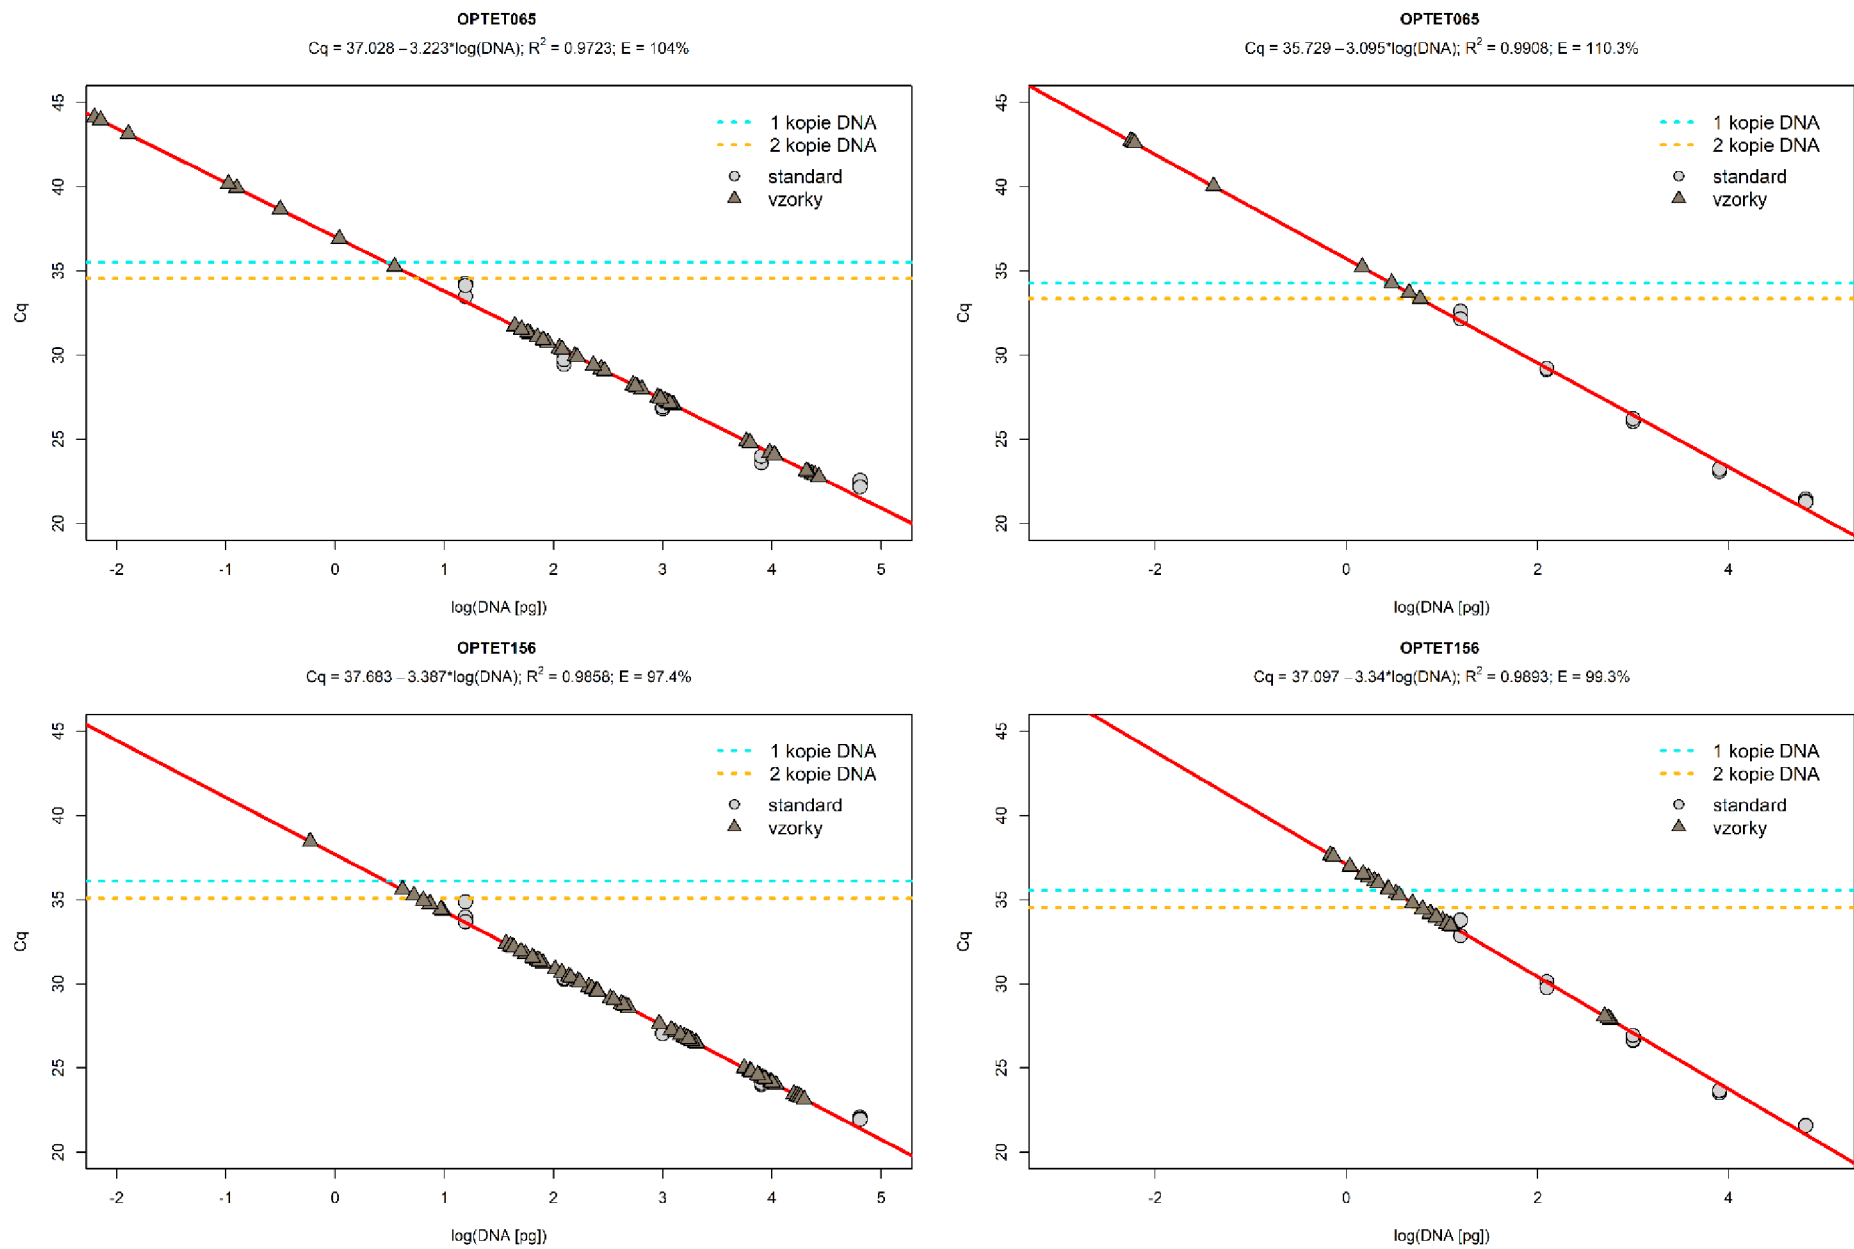 OPTET065
Cq = 37.028 – 3.223*log(DNA); R² = 0.9723; E = 104%
45
40
35
30
25
20
Cq
1 kopie DNA
2 kopie DNA
standard
vzorky
-2 -1 0 1 2 3 4 5
log(DNA [pg])
OPTET065
Cq = 35.729 – 3.095*log(DNA); R² = 0.9908; E = 110.3%
45
40
35
30
25
20
Cq
1 kopie DNA
2 kopie DNA
standard
vzorky
-2 0 2 4
log(DNA [pg])
OPTET156
Cq = 37.683 – 3.387*log(DNA); R² = 0.9858; E = 97.4%
45
40
35
30
25
20
Cq
1 kopie DNA
2 kopie DNA
standard
vzorky
-2 -1 0 1 2 3 4 5
log(DNA [pg])
OPTET156
Cq = 37.097 – 3.34*log(DNA); R² = 0.9893; E = 99.3%
45
40
35
30
25
20
Cq
1 kopie DNA
2 kopie DNA
standard
vzorky
-2 0 2 4
log(DNA [pg])